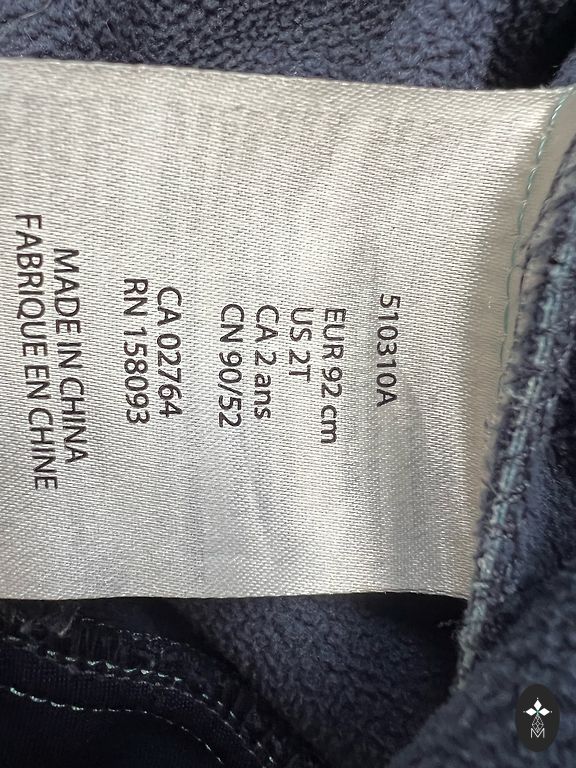 510310A
EUR 92 cm
US 2T
CA 2 ans
CN 90/52
CA 02764
RN 158093
MADE IN CHINA
FABRIQUE EN CHINE